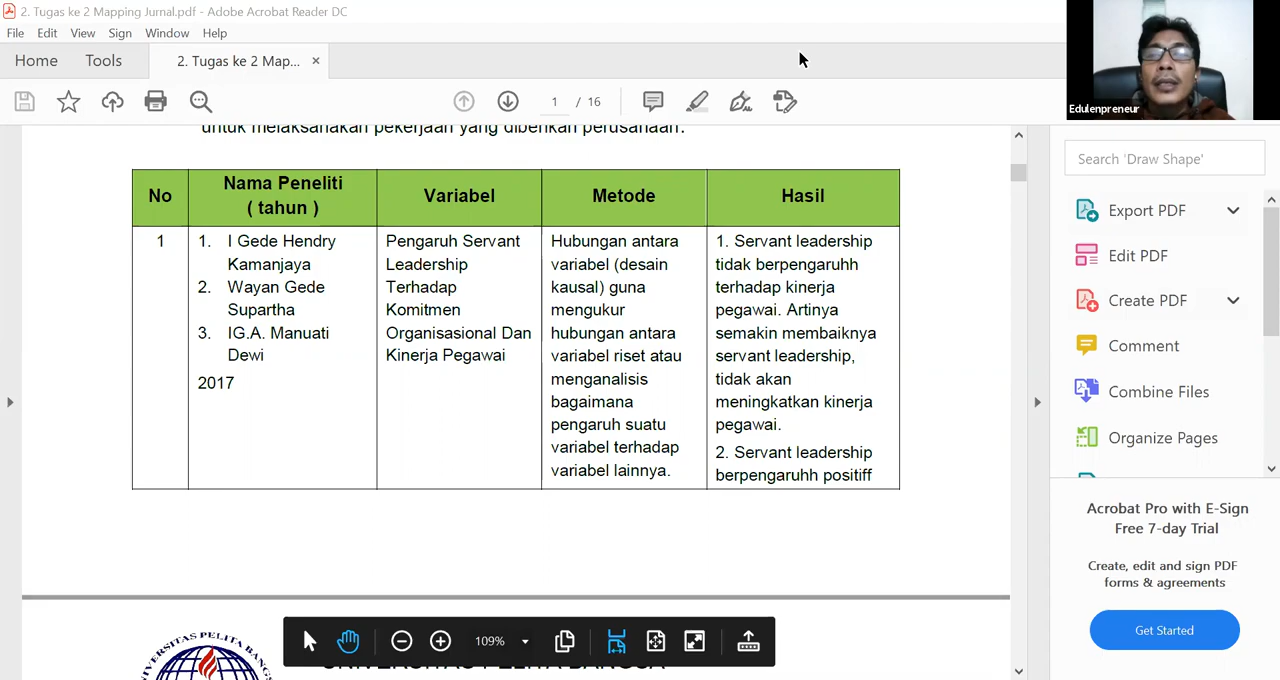 2. Tugas ke 2 Mapping Jurnal.pdf - Adobe Acrobat Reader DC
File Edit View Sign Window Help
Home Tools 2. Tugas ke 2 Map... ×
1 / 16
Edulenpreneur
untuk melaksanakan pekerjaan yang diberikan perusahaan.
No
Nama Peneliti
( tahun )
Variabel
Metode
Hasil
1
1. I Gede Hendry
Kamanjaya
2. Wayan Gede
Supartha
3. IG.A. Manuati
Dewi
2017
Pengaruh Servant
Leadership
Terhadap
Komitmen
Organisasional Dan
Kinerja Pegawai
Hubungan antara
variabel (desain
kausal) guna
mengukur
hubungan antara
variabel riset atau
menganalisis
bagaimana
pengaruh suatu
variabel terhadap
variabel lainnya.
1. Servant leadership
tidak berpengaruhh
terhadap kinerja
pegawai. Artinya
semakin membaiknya
servant leadership,
tidak akan
meningkatkan kinerja
pegawai.
2. Servant leadership
berpengaruhh positiff
Search 'Draw Shape'
Export PDF
Edit PDF
Create PDF
Comment
Combine Files
Organize Pages
Acrobat Pro with E-Sign
Free 7-day Trial
Create, edit and sign PDF
forms & agreements
Get Started
109%
UNIVERSITAS PELITA BANGSA